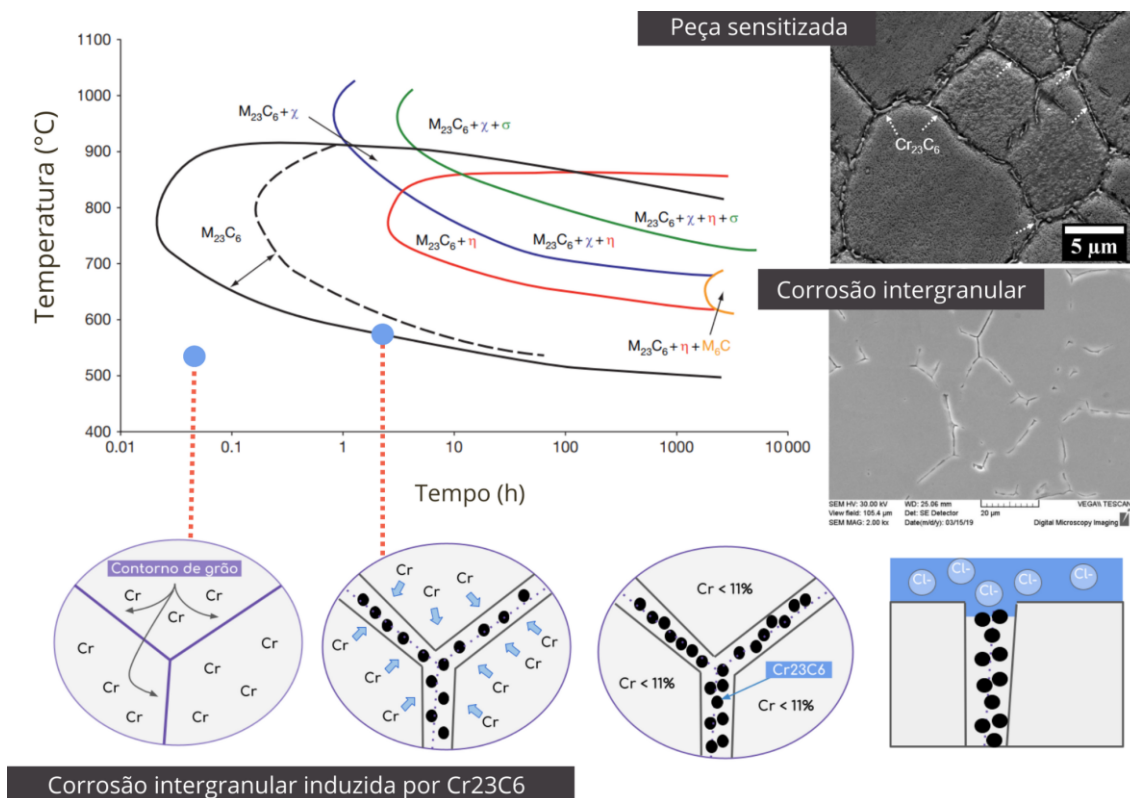 Peça sensitizada
Cr23C6
5 µm
Corrosão intergranular
SEM HV: 30.00 kV WD: 25.06 mm VEGA\\ TESCAN
View field: 105.4 µm Det: SE Detector 20 µm
SEM MAG: 2.00 kx Date(m/d/y): 03/15/19 Digital Microscopy Imaging
Temperatura (°C)
1100
1000
900
800
700
600
500
400
M23C6 + χ
M23C6 + χ + σ
M23C6
M23C6 + η
M23C6 + χ + η
M23C6 + χ + η + σ
M23C6 + η + M6C
0.01 0.1 1 10 100 1000 10 000
Tempo (h)
Contorno de grão
Cr Cr
Cr Cr
Cr Cr
Cr Cr
Cr Cr
Cr Cr Cr
Cr Cr
Cr Cr
Cr Cr
Cr Cr
Cr < 11%
Cr23C6
Cr < 11%
Cr < 11%
Cl- Cl- Cl- Cl- Cl-
Corrosão intergranular induzida por Cr23C6